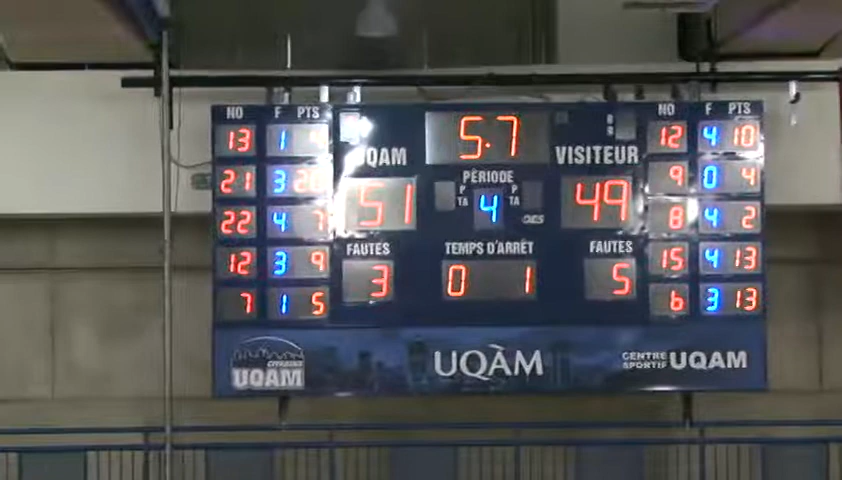 NO F PTS NO F PTS
UQAM 5.7 VISITEUR
13 1 12 4 10
PÉRIODE
21 3 20 P TA 4 P TA 9 0 4
51 49
22 4 7 8 4 2
FAUTES TEMPS D'ARRÊT FAUTES
12 3 9 3 0 1 5 15 4 13
7 1 5 6 3 13
CITADINS UQAM UQÀM CENTRE SPORTIF UQAM